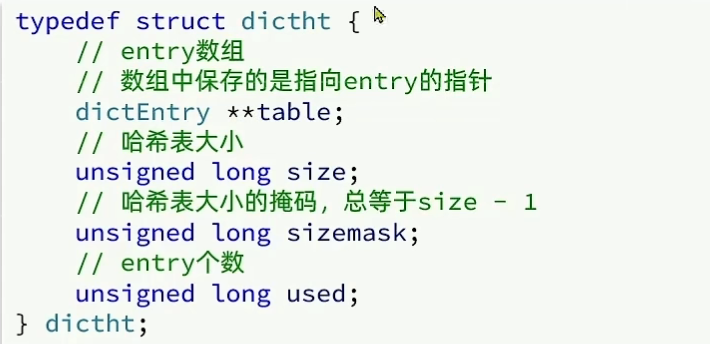 typedef struct dictht {
    // entry数组
    // 数组中保存的是指向entry的指针
    dictEntry **table;
    // 哈希表大小
    unsigned long size;
    // 哈希表大小的掩码，总等于size - 1
    unsigned long sizemask;
    // entry个数
    unsigned long used;
} dictht;